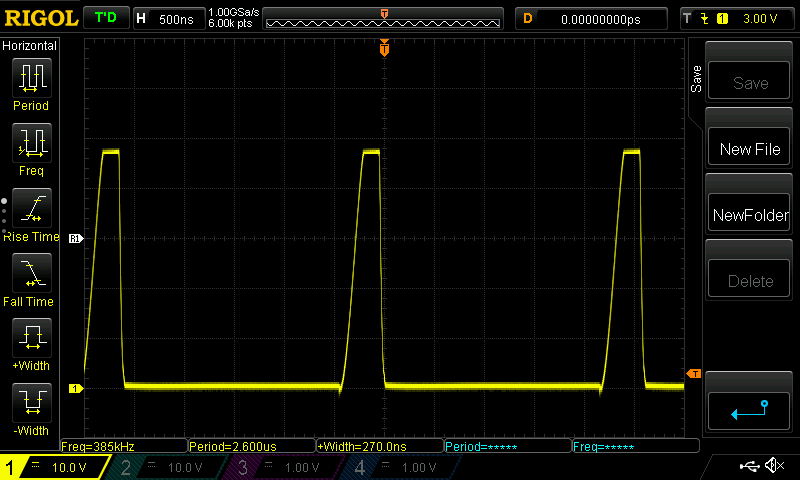 RIGOL T'D H 500ns 1.00GSa/s 6.00k pts T D 0.00000000ps T 1 3.00 V
Horizontal
Period
Freq
Rise Time
Fall Time
+Width
-Width
T
R1
1
T
Save
Save
New File
NewFolder
Delete
Freq=385kHz Period=2.600us +Width=270.0ns Period=***** Freq=*****
1 10.0 V 2 10.0 V 3 1.00 V 4 1.00 V